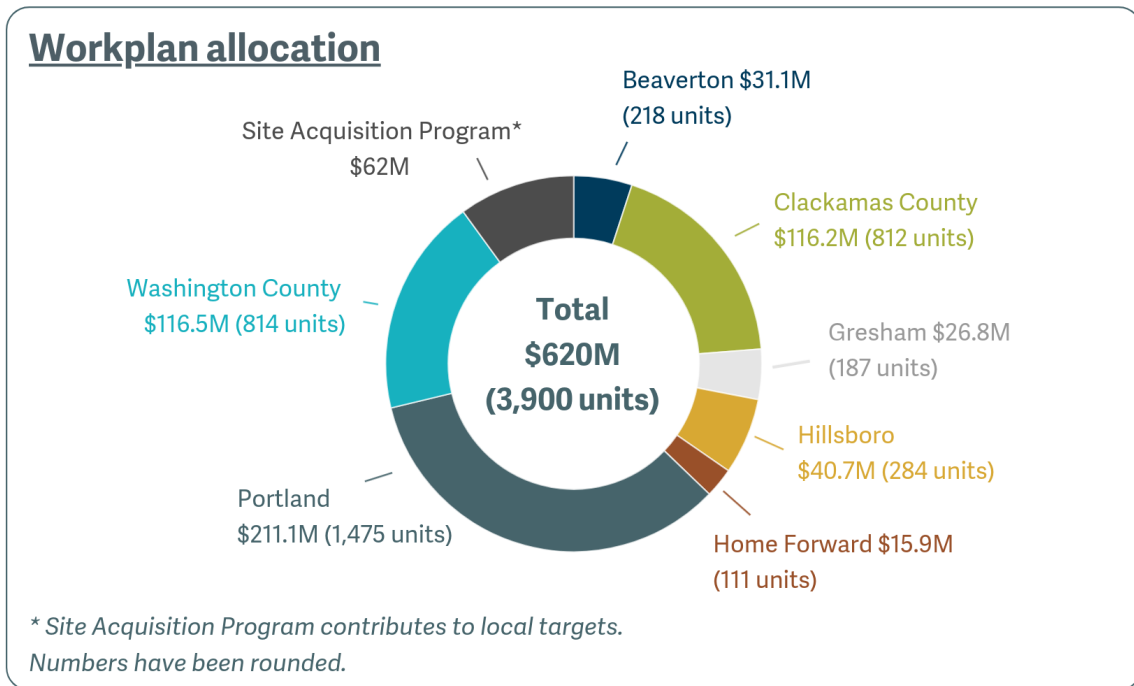 Workplan allocation
Beaverton $31.1M
(218 units)
Site Acquisition Program*
$62M
Clackamas County
$116.2M (812 units)
Washington County
$116.5M (814 units)
Total
$620M
(3,900 units)
Gresham $26.8M
(187 units)
Hillsboro
$40.7M (284 units)
Portland
$211.1M (1,475 units)
Home Forward $15.9M
(111 units)
* Site Acquisition Program contributes to local targets.
Numbers have been rounded.